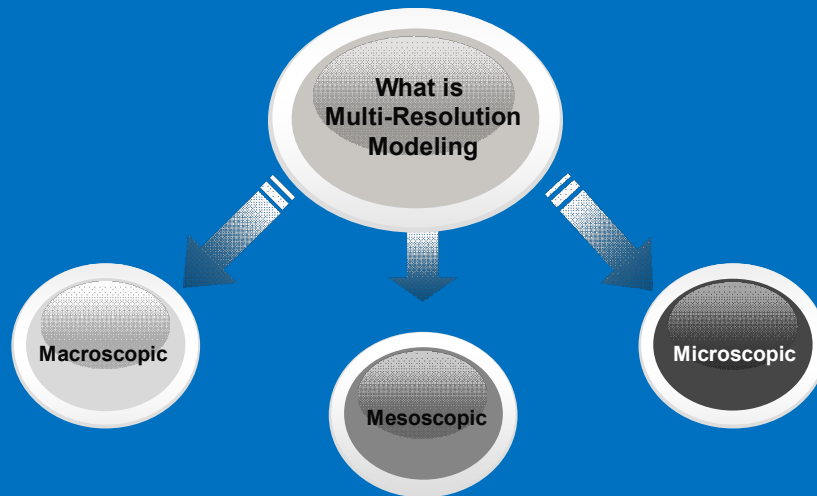 What is
Multi-Resolution
Modeling
Macroscopic
Microscopic
Mesoscopic